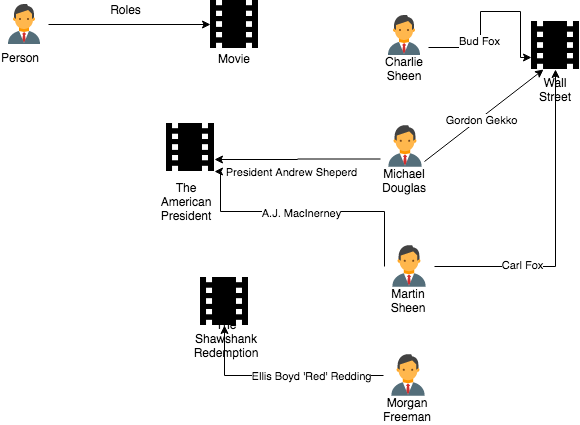 Roles
Person
Movie
Charlie
Sheen
Bud Fox
Wall
Street
Gordon Gekko
Michael
Douglas
President Andrew Sheperd
The
American
President
A.J. MacInerney
Martin
Sheen
Carl Fox
The
Shawshank
Redemption
Ellis Boyd 'Red' Redding
Morgan
Freeman